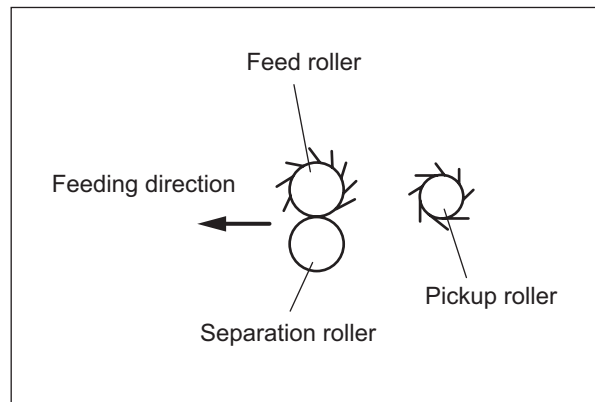 Feed roller
Feeding direction
Pickup roller
Separation roller